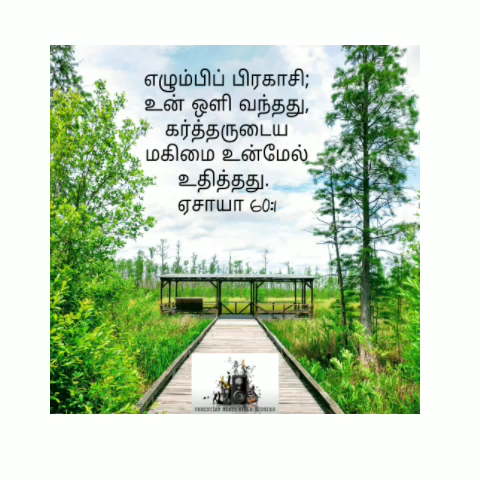 எழும்பிப் பிரகாசி;
உன் ஒளி வந்தது,
கர்த்தருடைய
மகிமை உன்மேல்
உதித்தது.
ஏசாயா 60:1